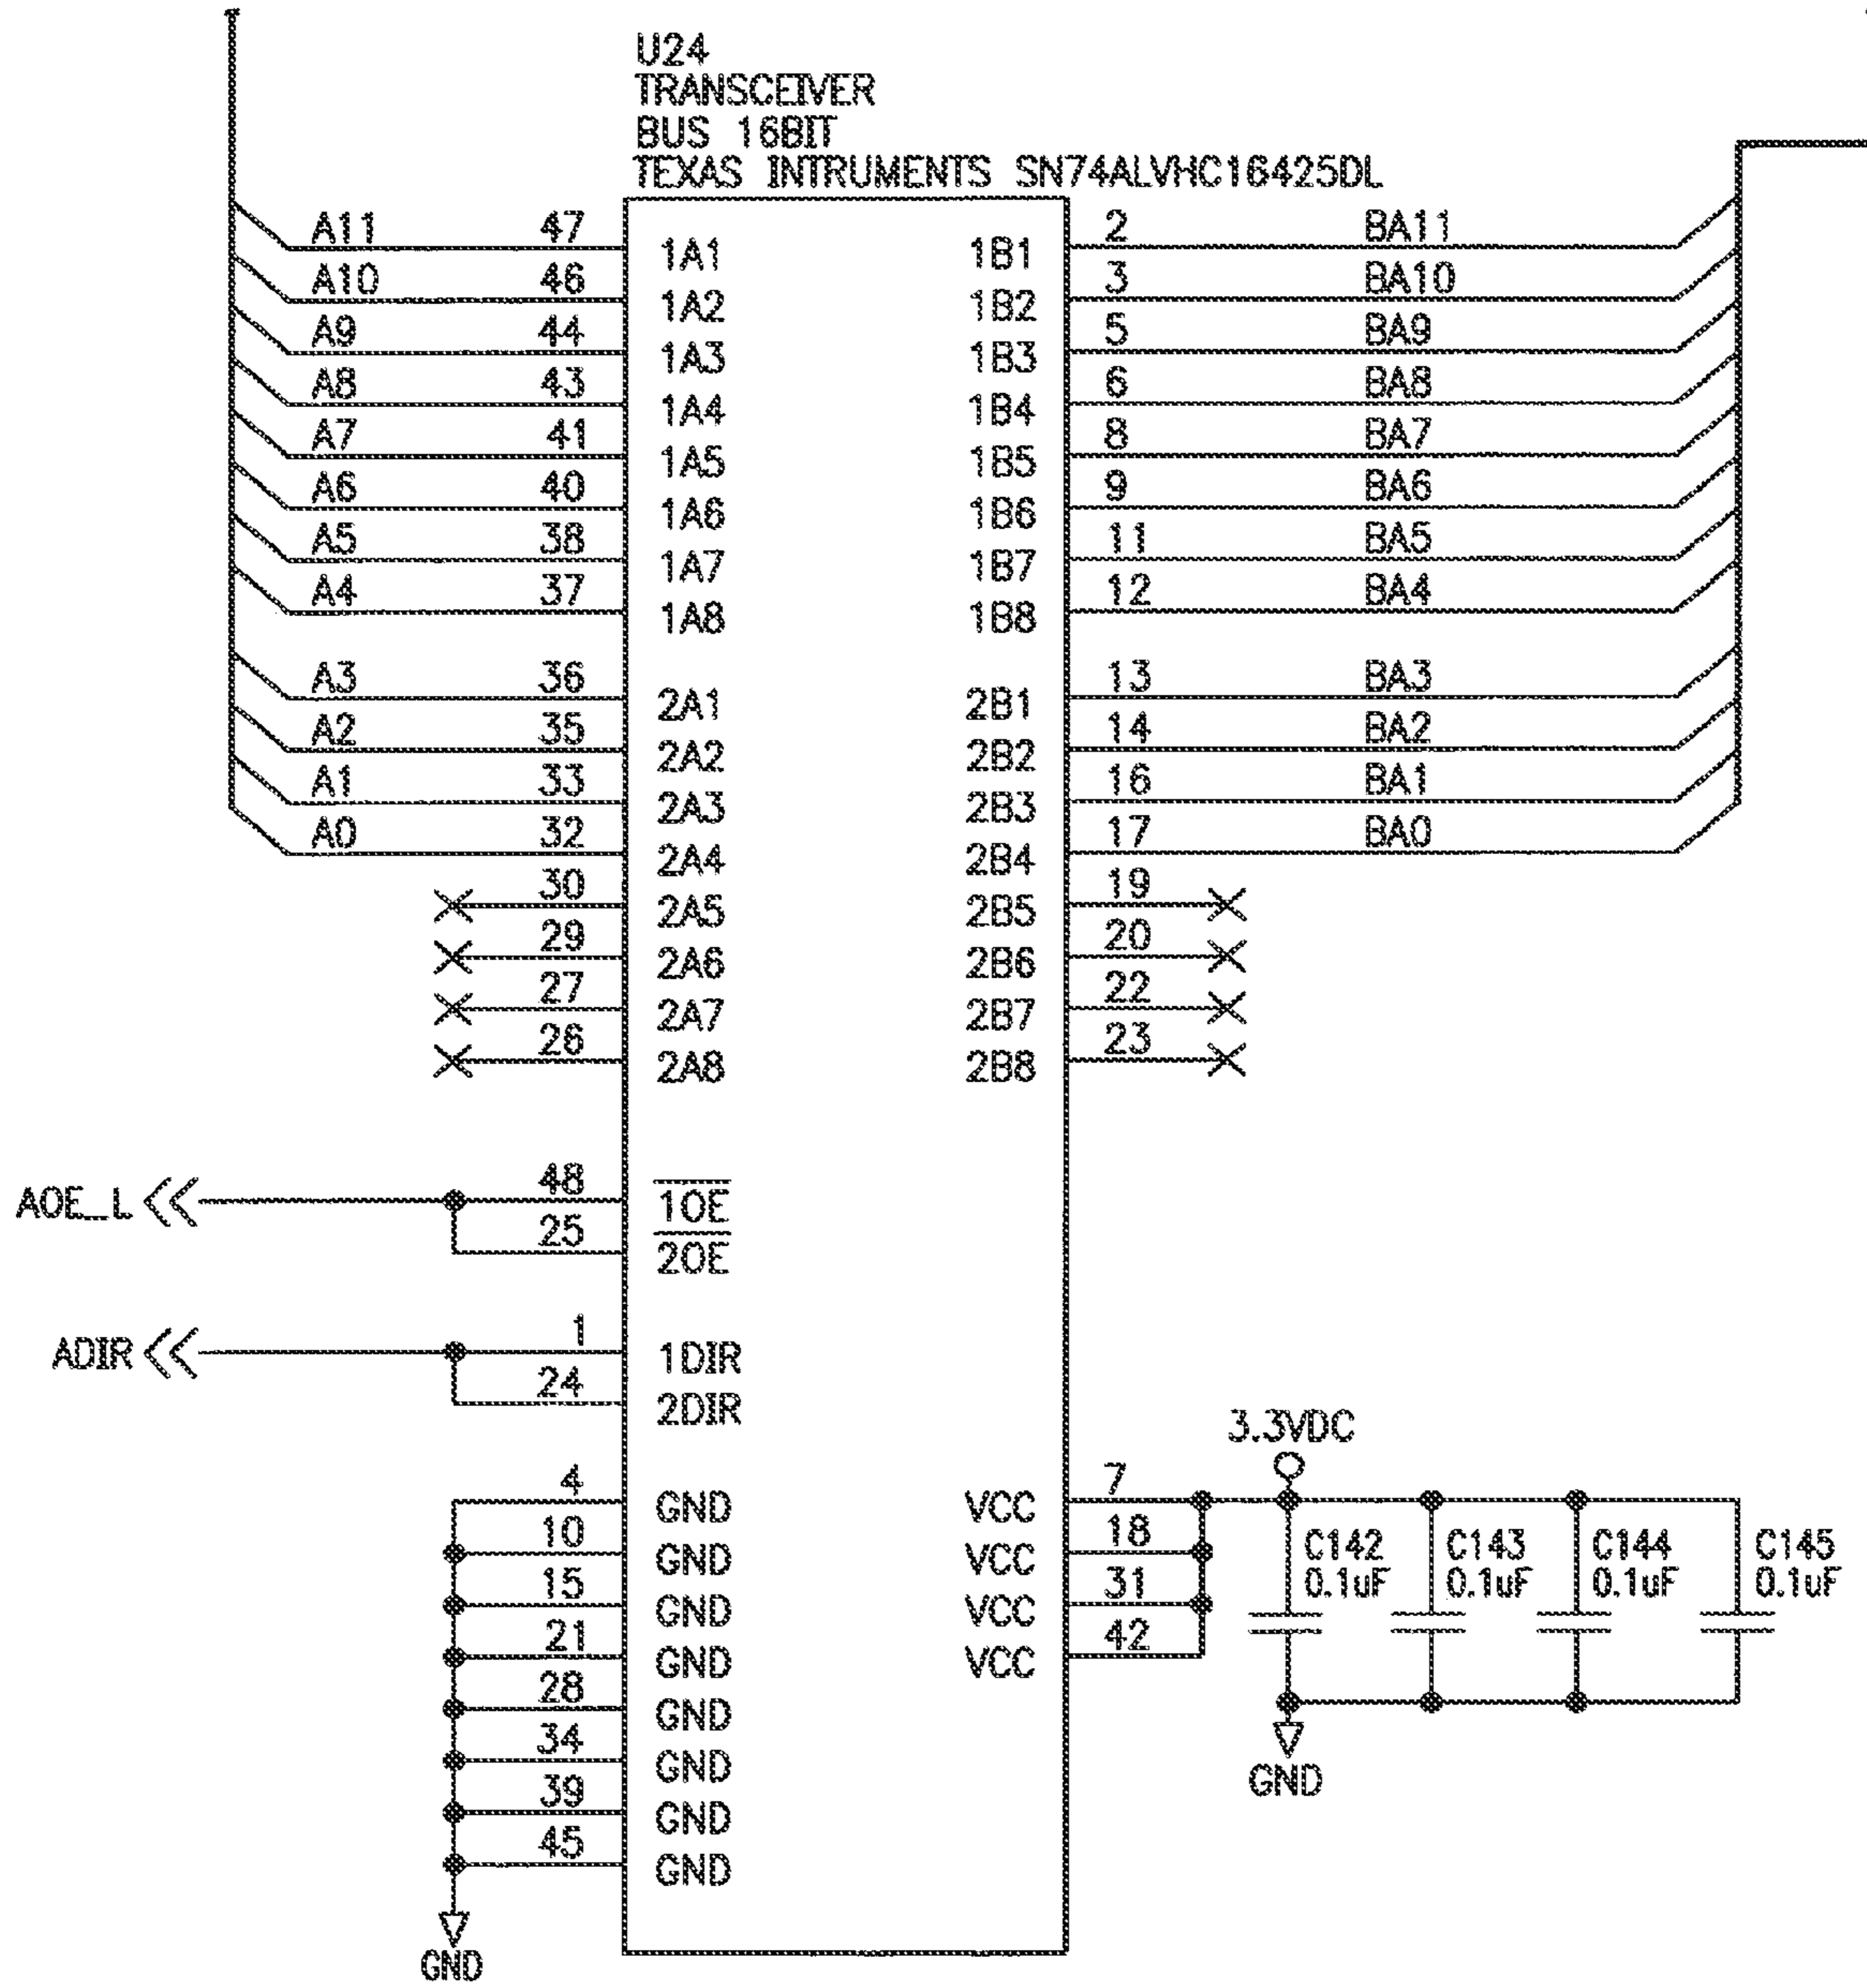 U24
TRANSCEIVER
BUS 16BIT
TEXAS INTRUMENTS SN74ALVHC16425DL
A11 47 1A1 1B1 2 BA11
A10 46 1A2 1B2 3 BA10
A9 44 1A3 1B3 5 BA9
A8 43 1A4 1B4 6 BA8
A7 41 1A5 1B5 8 BA7
A6 40 1A6 1B6 9 BA6
A5 38 1A7 1B7 11 BA5
A4 37 1A8 1B8 12 BA4
A3 36 2A1 2B1 13 BA3
A2 35 2A2 2B2 14 BA2
A1 33 2A3 2B3 16 BA1
A0 32 2A4 2B4 17 BA0
30 2A5 2B5 19
29 2A6 2B6 20
27 2A7 2B7 22
26 2A8 2B8 23
AOE_L 48 1OE
25 2OE
ADIR 1 1DIR
24 2DIR
3.3VDC
4 GND VCC 7
10 GND VCC 18 C142 C143 C144 C145
15 GND VCC 31 0.1uF 0.1uF 0.1uF 0.1uF
21 GND VCC 42
28 GND
34 GND
GND
39 GND
45 GND
GND